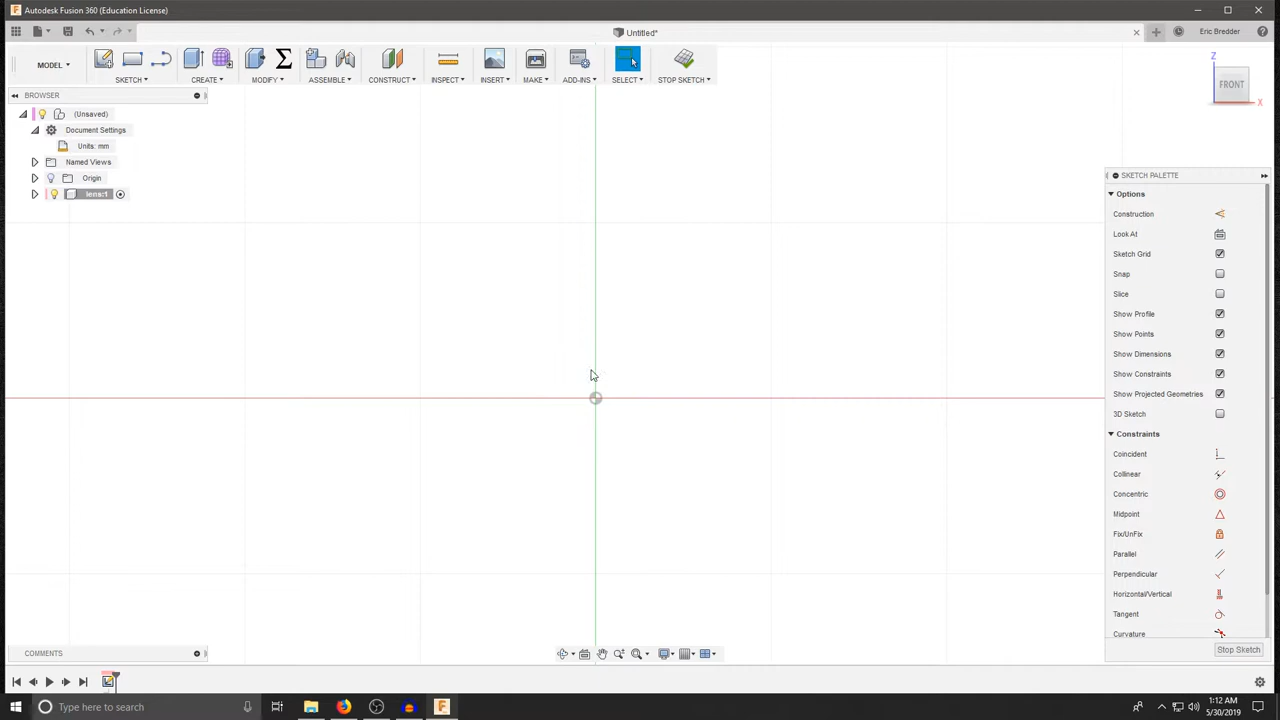 Autodesk Fusion 360 (Education License)
Untitled*
Eric Bredder
MODEL
SKETCH
CREATE
MODIFY
ASSEMBLE
CONSTRUCT
INSPECT
INSERT
MAKE
ADD-INS
SELECT
STOP SKETCH
Z
FRONT
X
BROWSER
(Unsaved)
Document Settings
Units: mm
Named Views
Origin
lens:1
SKETCH PALETTE
Options
Construction
Look At
Sketch Grid
Snap
Slice
Show Profile
Show Points
Show Dimensions
Show Constraints
Show Projected Geometries
3D Sketch
Constraints
Coincident
Collinear
Concentric
Midpoint
Fix/UnFix
Parallel
Perpendicular
Horizontal/Vertical
Tangent
Curvature
Stop Sketch
COMMENTS
Type here to search
1:12 AM
5/30/2019